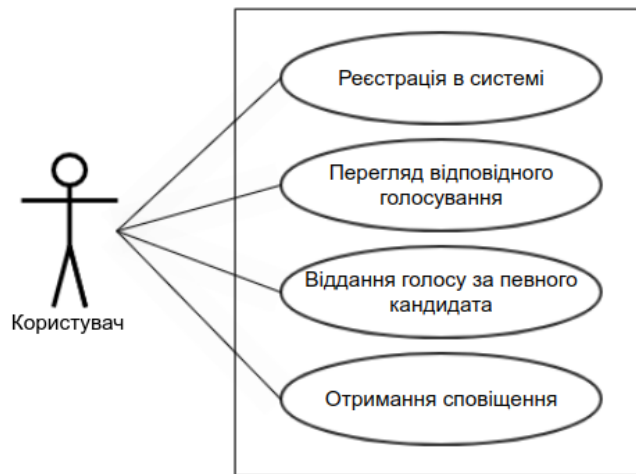 Реєстрація в системі
Перегляд відповідного
голосування
Віддання голосу за певного
кандидата
Користувач
Отримання сповіщення